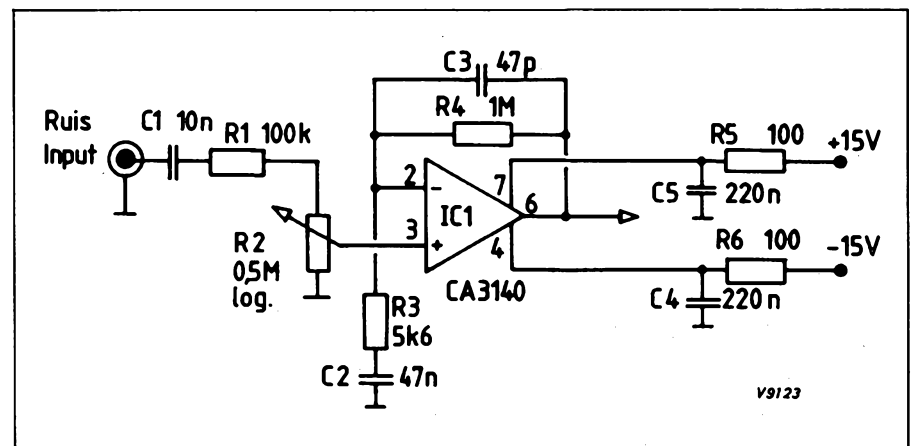 C3 47p
R4 1M
Ruis
Input
C1 10n
R1 100k
R2
0,5M
log.
2
-
3
+
IC1
7
6
4
CA3140
R3
5k6
C2 47n
R5 100
+15V
C5 220n
R6 100
-15V
C4 220n
V9123